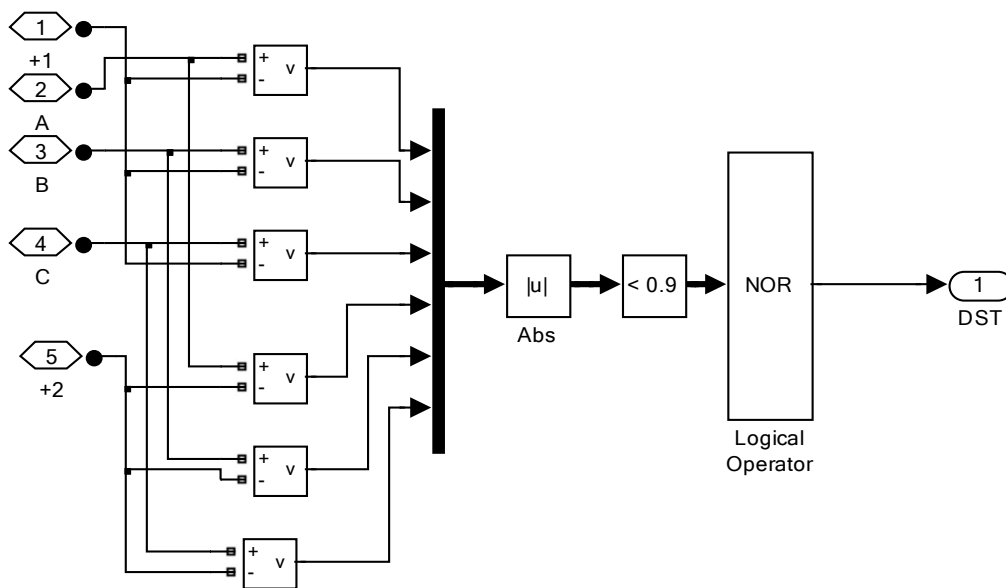 1
+1
2
A
3
B
4
C
5
+2
+
-
v
+
-
v
+
-
v
+
-
v
+
-
v
+
-
v
|u|
Abs
< 0.9
NOR
Logical
Operator
1
DST